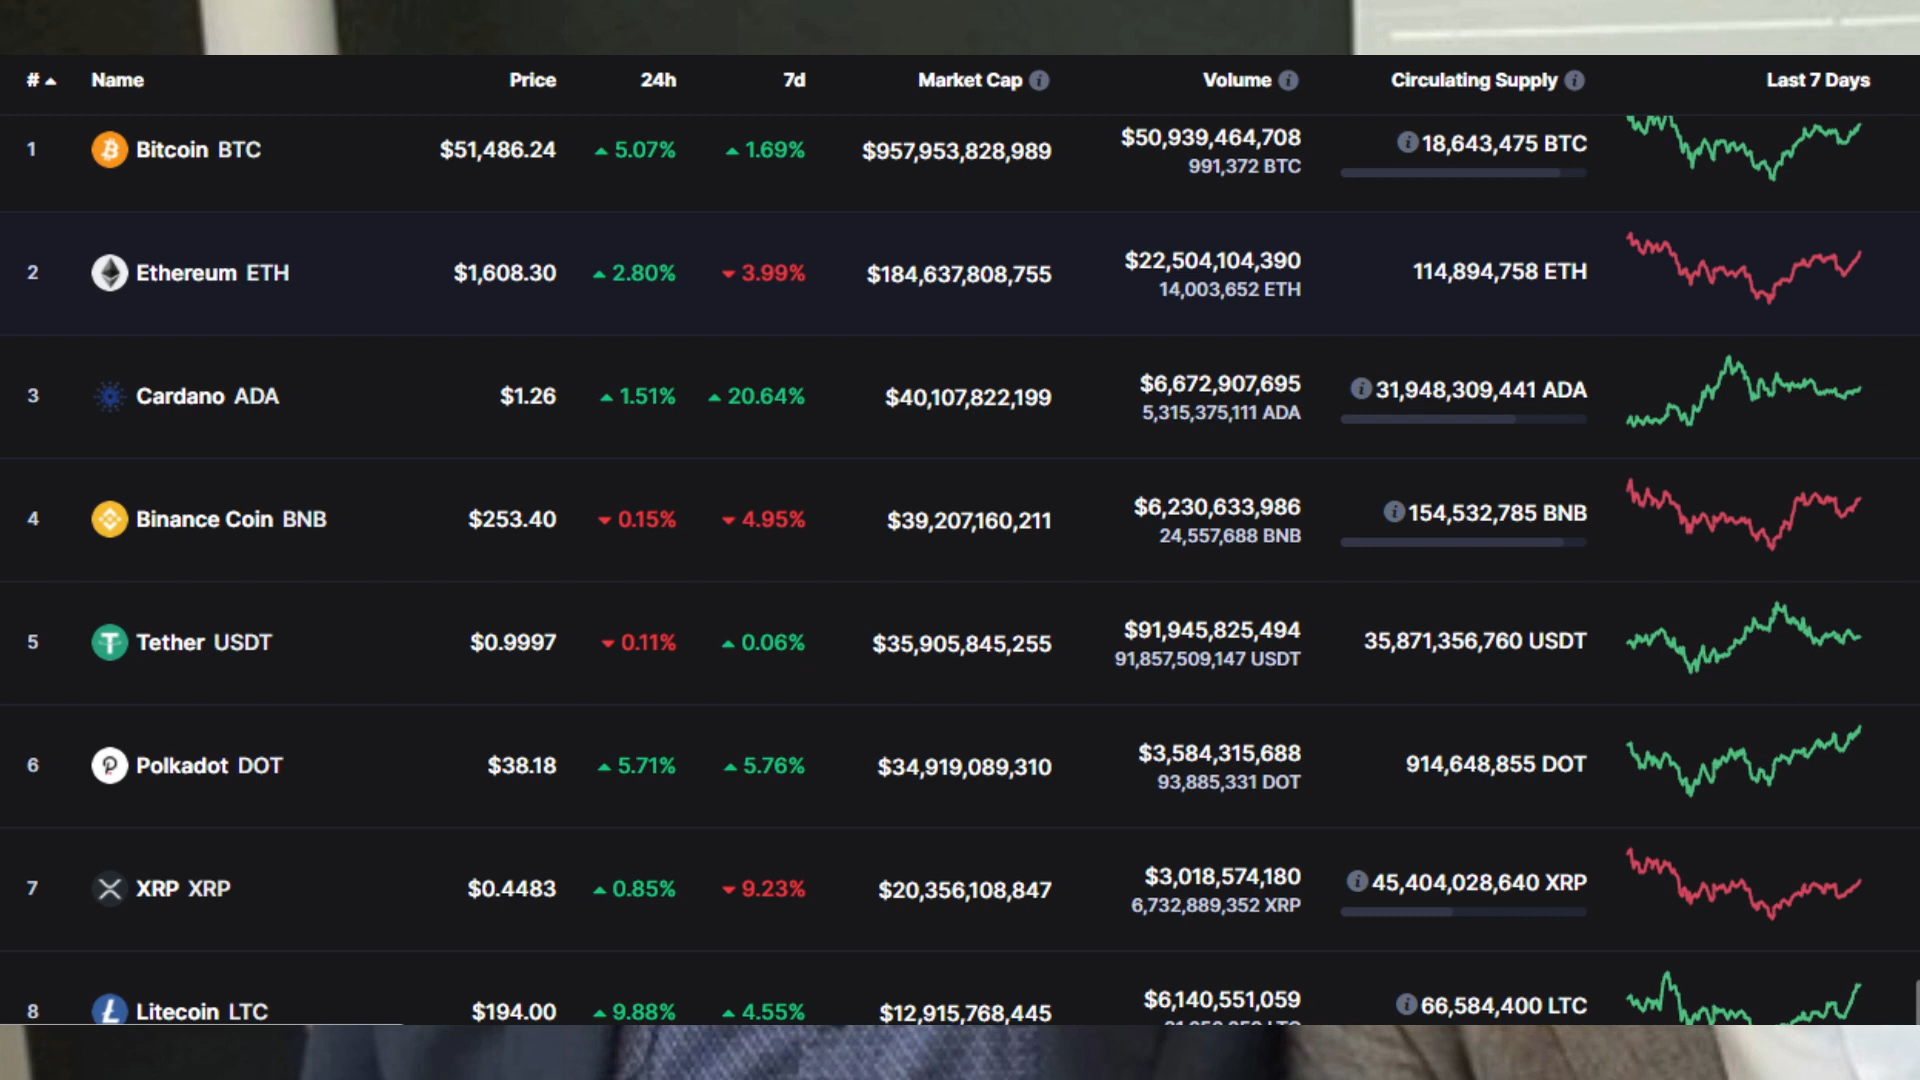 # Name Price 24h 7d Market Cap Volume Circulating Supply Last 7 Days
1 Bitcoin BTC $51,486.24 5.07% 1.69% $957,953,828,989 $50,939,464,708 18,643,475 BTC
991,372 BTC
2 Ethereum ETH $1,608.30 2.80% 3.99% $184,637,808,755 $22,504,104,390 114,894,758 ETH
14,003,652 ETH
3 Cardano ADA $1.26 1.51% 20.64% $40,107,822,199 $6,672,907,695 31,948,309,441 ADA
5,315,375,111 ADA
4 Binance Coin BNB $253.40 0.15% 4.95% $39,207,160,211 $6,230,633,986 154,532,785 BNB
24,557,688 BNB
5 Tether USDT $0.9997 0.11% 0.06% $35,905,845,255 $91,945,825,494 35,871,356,760 USDT
91,857,509,147 USDT
6 Polkadot DOT $38.18 5.71% 5.76% $34,919,089,310 $3,584,315,688 914,648,855 DOT
93,885,331 DOT
7 XRP XRP $0.4483 0.85% 9.23% $20,356,108,847 $3,018,574,180 45,404,028,640 XRP
6,732,889,352 XRP
8 Litecoin LTC $194.00 9.88% 4.55% $12,915,768,445 $6,140,551,059 66,584,400 LTC